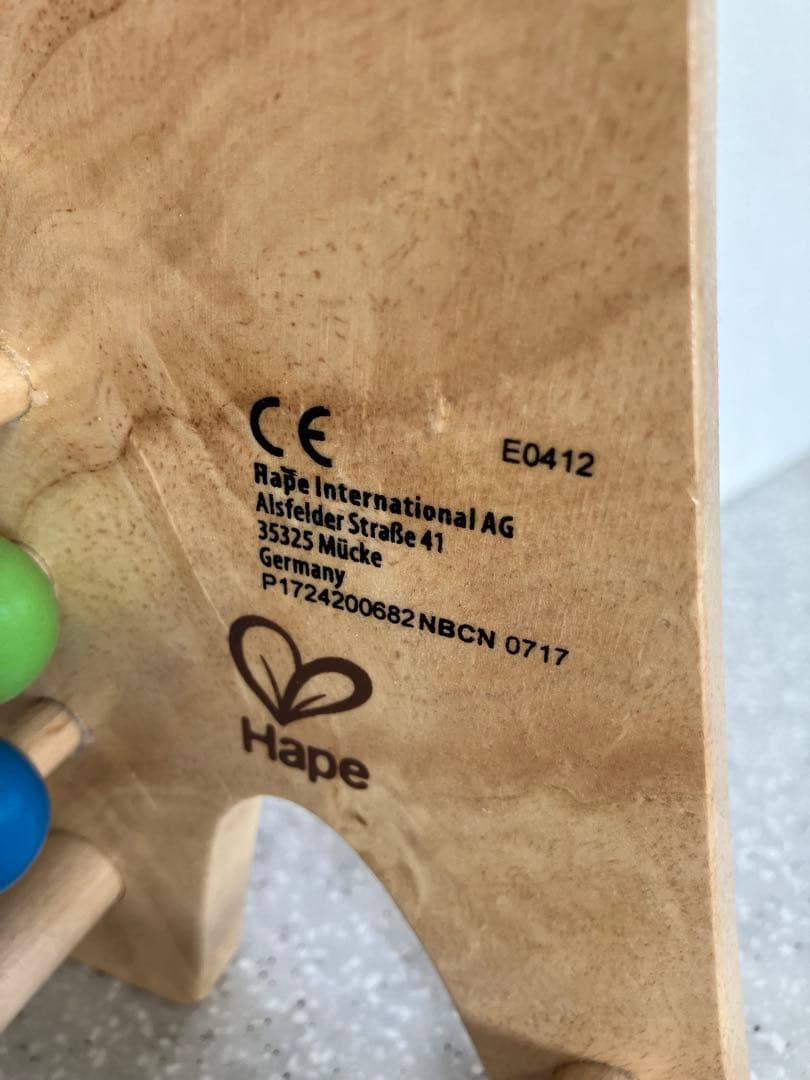 CE E0412
Hape International AG
Alsfelder Straße 41
35325 Mücke
Germany
P1724200682 NBCN 0717
Hape